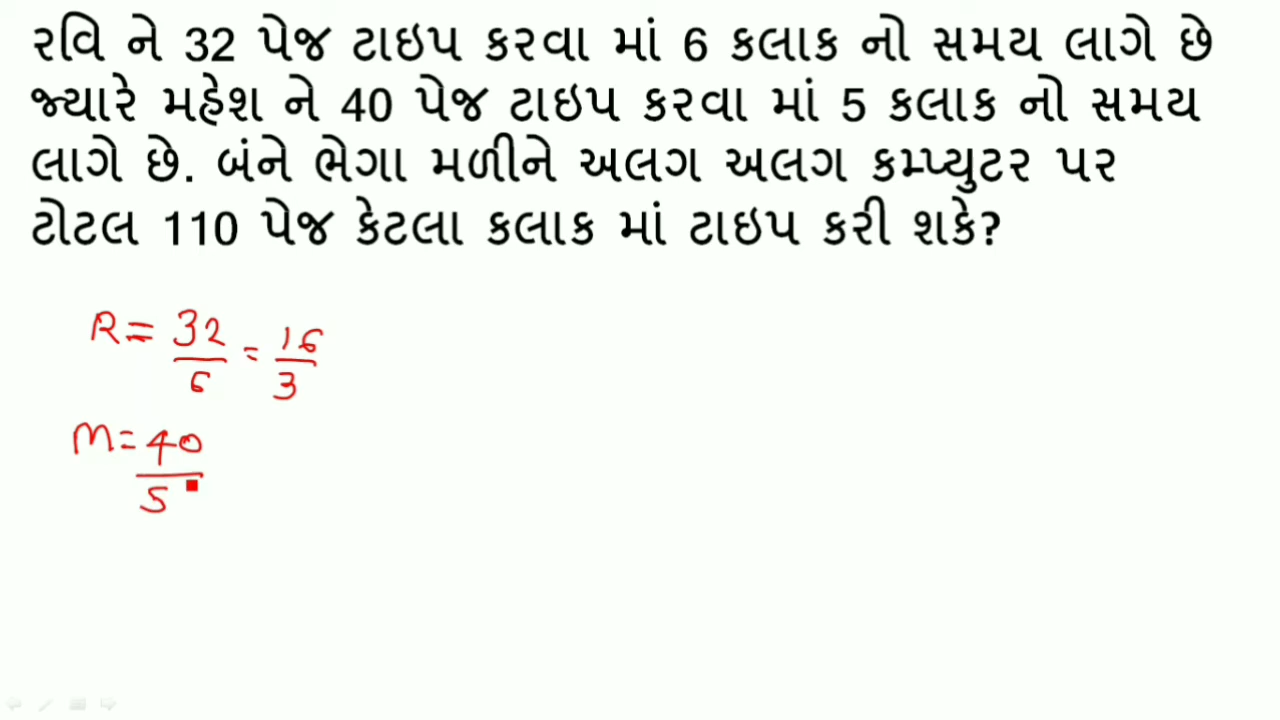 રવિ ને 32 પેજ ટાઇપ કરવા માં 6 કલાક નો સમય લાગે છે
જ્યારે મહેશ ને 40 પેજ ટાઇપ કરવા માં 5 કલાક નો સમય
લાગે છે. બંને ભેગા મળીને અલગ અલગ કમ્પ્યુટર પર
ટોટલ 110 પેજ કેટલા કલાક માં ટાઇપ કરી શકે?
R = 32/6 = 16/3
M = 40/5